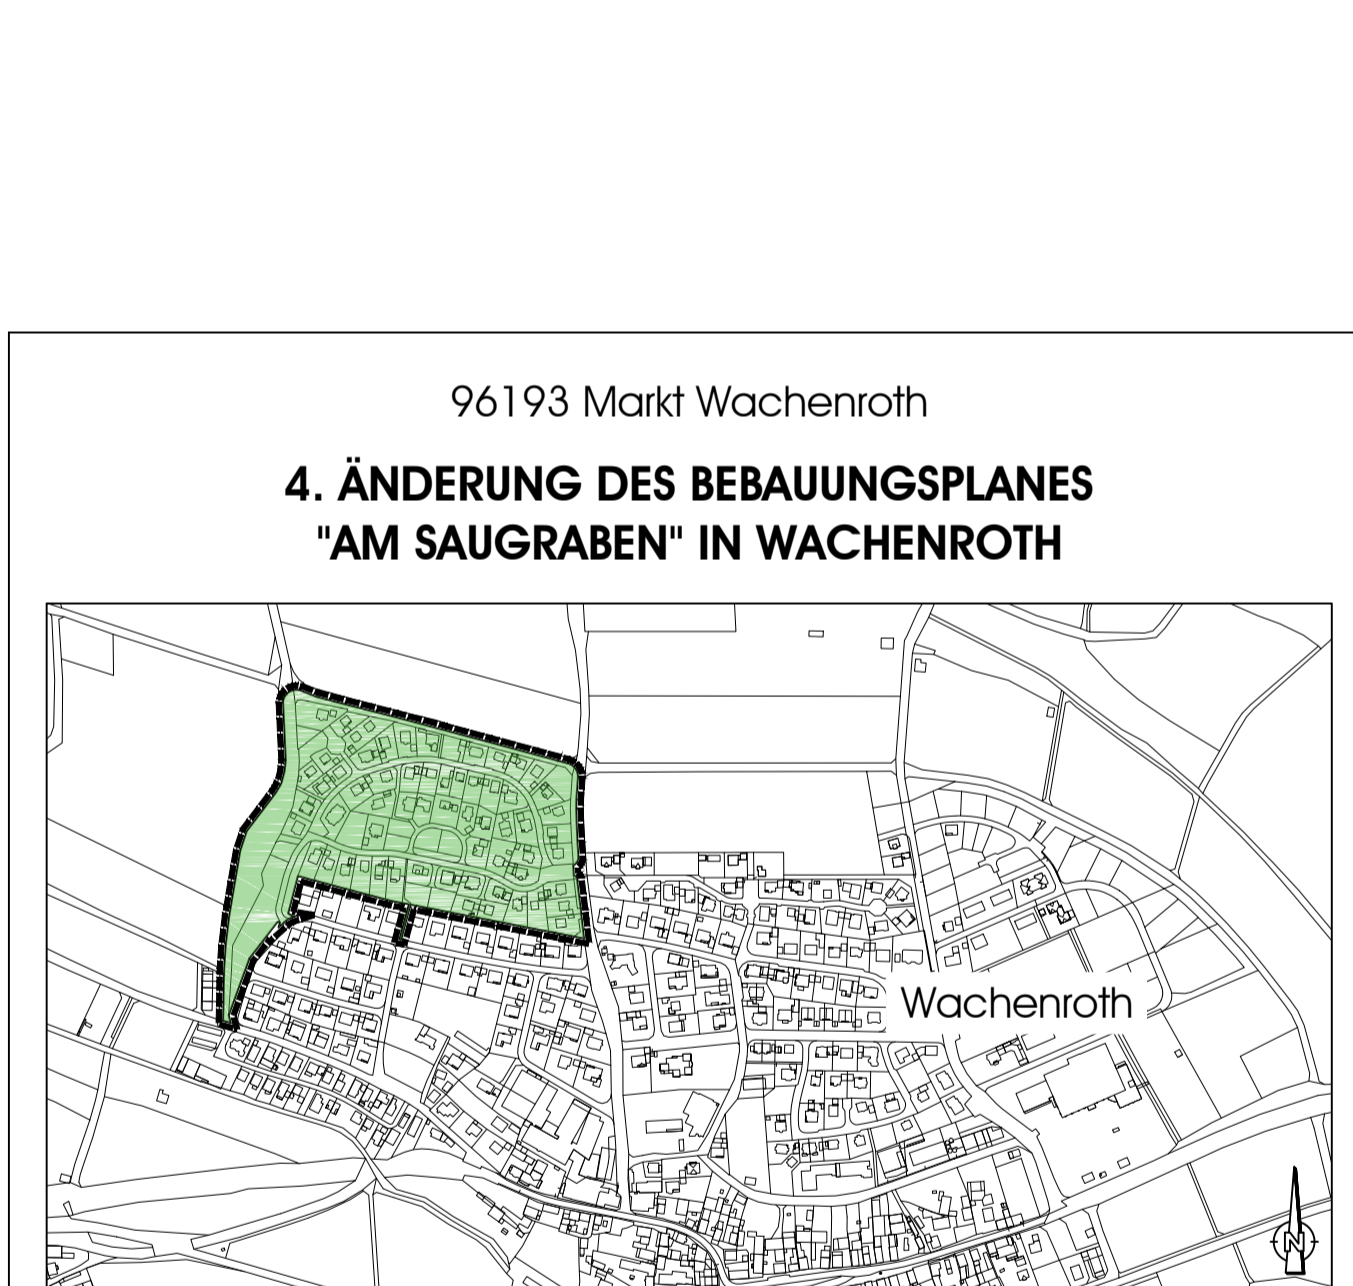 96193 Markt Wachenroth
4. ÄNDERUNG DES BEBAUUNGSPLANES
"AM SAUGRABEN" IN WACHENROTH
Wachenroth
N